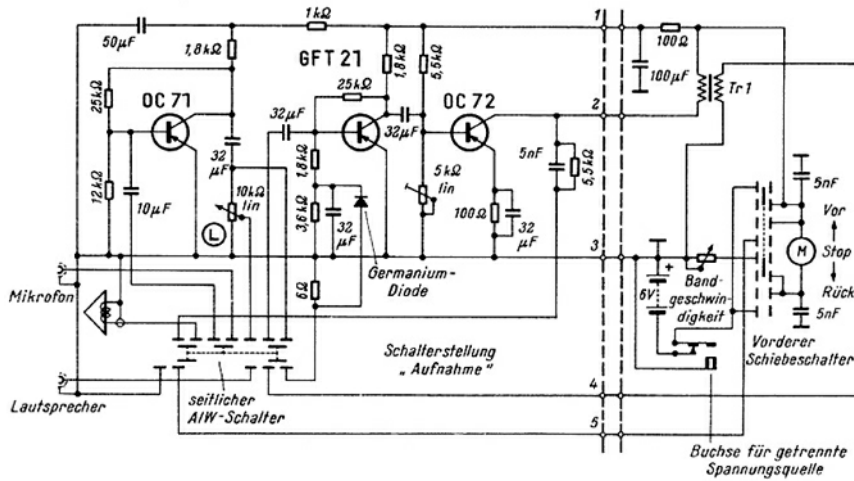 50µF
1,8kΩ
1kΩ
GFT 21
1,8kΩ
5,5kΩ
1
100Ω
100µF
25kΩ
OC 71
25kΩ
32µF
32µF
OC 72
2
Tr 1
12kΩ
10µF
32
µF
10kΩ
lin
L
1,8kΩ
3,6kΩ
32
µF
5kΩ
lin
100Ω
32
µF
5nF
5,5kΩ
5nF
3
Vor
Stop
Rück
M
Mikrofon
6Ω
Germanium-
Diode
6V
+
Band-
geschwin-
digkeit
5nF
Vorderer
Schiebeschalter
Lautsprecher
seitlicher
A/W-Schalter
Schalterstellung
„Aufnahme“
4
5
Buchse für getrennte
Spannungsquelle